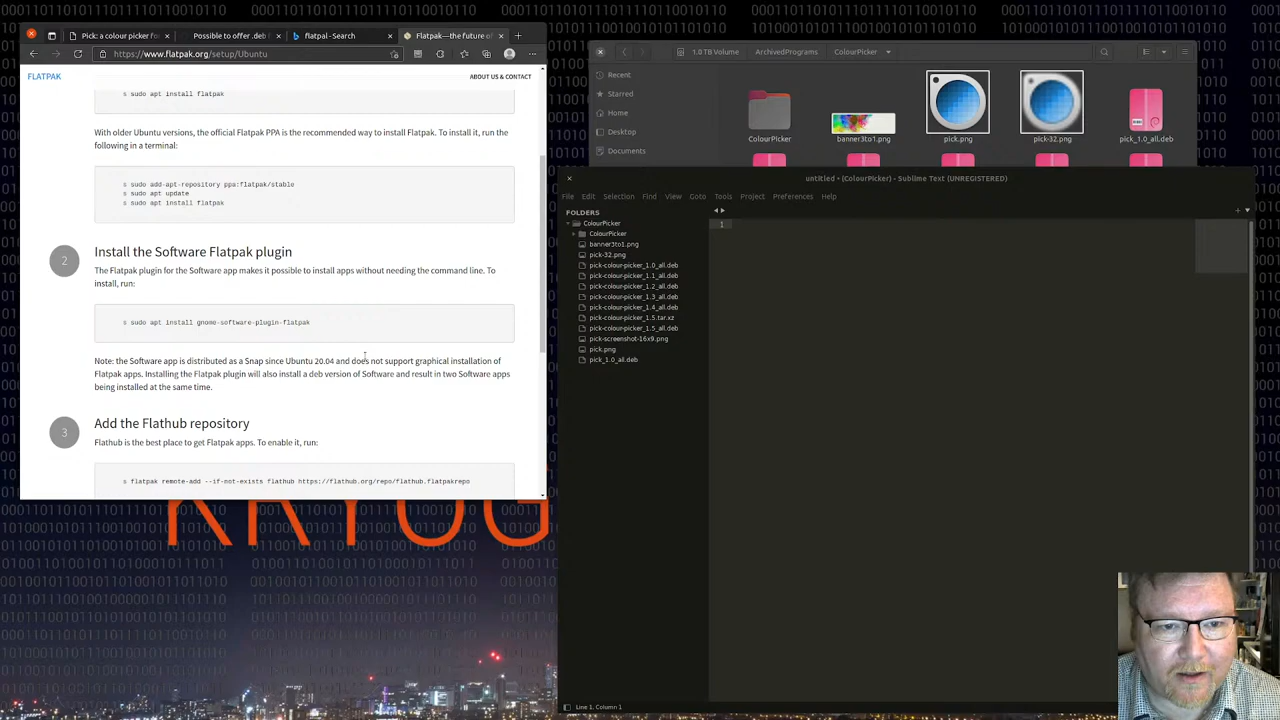 Pick: a colour picker for
Possible to offer .deb
flatpal - Search
Flatpak—the future of
https://www.flatpak.org/setup/Ubuntu
FLATPAK
ABOUT US & CONTACT
$ sudo apt install flatpak
With older Ubuntu versions, the official Flatpak PPA is the recommended way to install Flatpak. To install it, run the
following in a terminal:
$ sudo add-apt-repository ppa:flatpak/stable
$ sudo apt update
$ sudo apt install flatpak
2
Install the Software Flatpak plugin
The Flatpak plugin for the Software app makes it possible to install apps without needing the command line. To
install, run:
$ sudo apt install gnome-software-plugin-flatpak
Note: the Software app is distributed as a Snap since Ubuntu 20.04 and does not support graphical installation of
Flatpak apps. Installing the Flatpak plugin will also install a deb version of Software and result in two Software apps
being installed at the same time.
3
Add the Flathub repository
Flathub is the best place to get Flatpak apps. To enable it, run:
$ flatpak remote-add --if-not-exists flathub https://flathub.org/repo/flathub.flatpakrepo
1.0 TB Volume
ArchivedPrograms
ColourPicker
Recent
Starred
Home
Desktop
Documents
ColourPicker
banner3to1.png
pick.png
pick-32.png
pick_1.0_all.deb
untitled • (ColourPicker) - Sublime Text (UNREGISTERED)
File Edit Selection Find View Goto Tools Project Preferences Help
FOLDERS
ColourPicker
ColourPicker
banner3to1.png
pick-32.png
pick-colour-picker_1.0_all.deb
pick-colour-picker_1.1_all.deb
pick-colour-picker_1.2_all.deb
pick-colour-picker_1.3_all.deb
pick-colour-picker_1.4_all.deb
pick-colour-picker_1.5.tar.xz
pick-colour-picker_1.5_all.deb
pick-screenshot-16x9.png
pick.png
pick_1.0_all.deb
1
Line 1, Column 1